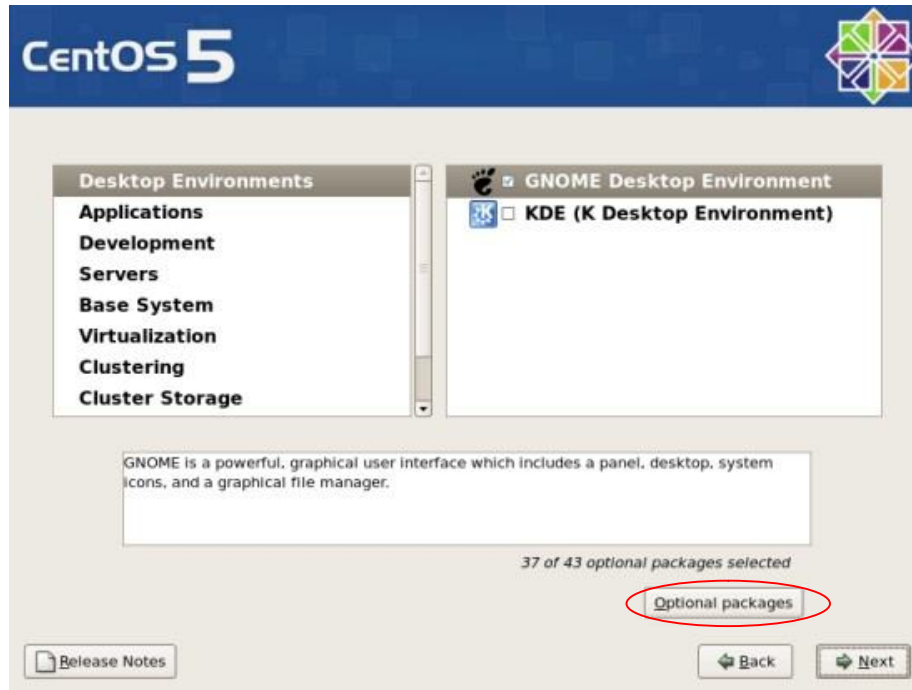 CentOS 5
Desktop Environments
Applications
Development
Servers
Base System
Virtualization
Clustering
Cluster Storage
GNOME Desktop Environment
KDE (K Desktop Environment)
GNOME is a powerful, graphical user interface which includes a panel, desktop, system
icons, and a graphical file manager.
37 of 43 optional packages selected
Optional packages
Release Notes
Back
Next